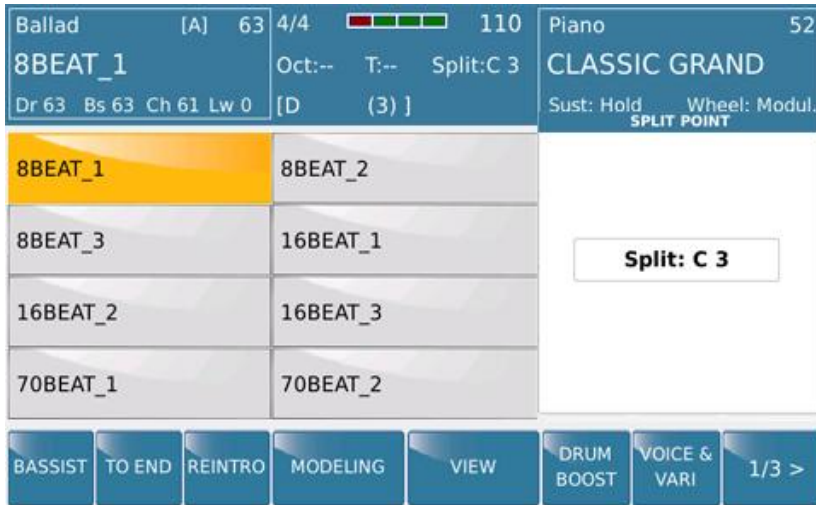 Ballad [A] 63
8BEAT_1
Dr 63 Bs 63 Ch 61 Lw 0
4/4 110
Oct:-- T:-- Split:C 3
[D (3) ]
Piano 52
CLASSIC GRAND
Sust: Hold Wheel: Modul.
SPLIT POINT
8BEAT_1 8BEAT_2
8BEAT_3 16BEAT_1
16BEAT_2 16BEAT_3
70BEAT_1 70BEAT_2
Split: C 3
BASSIST TO END REINTRO MODELING VIEW
DRUM BOOST
VOICE & VARI
1/3 >